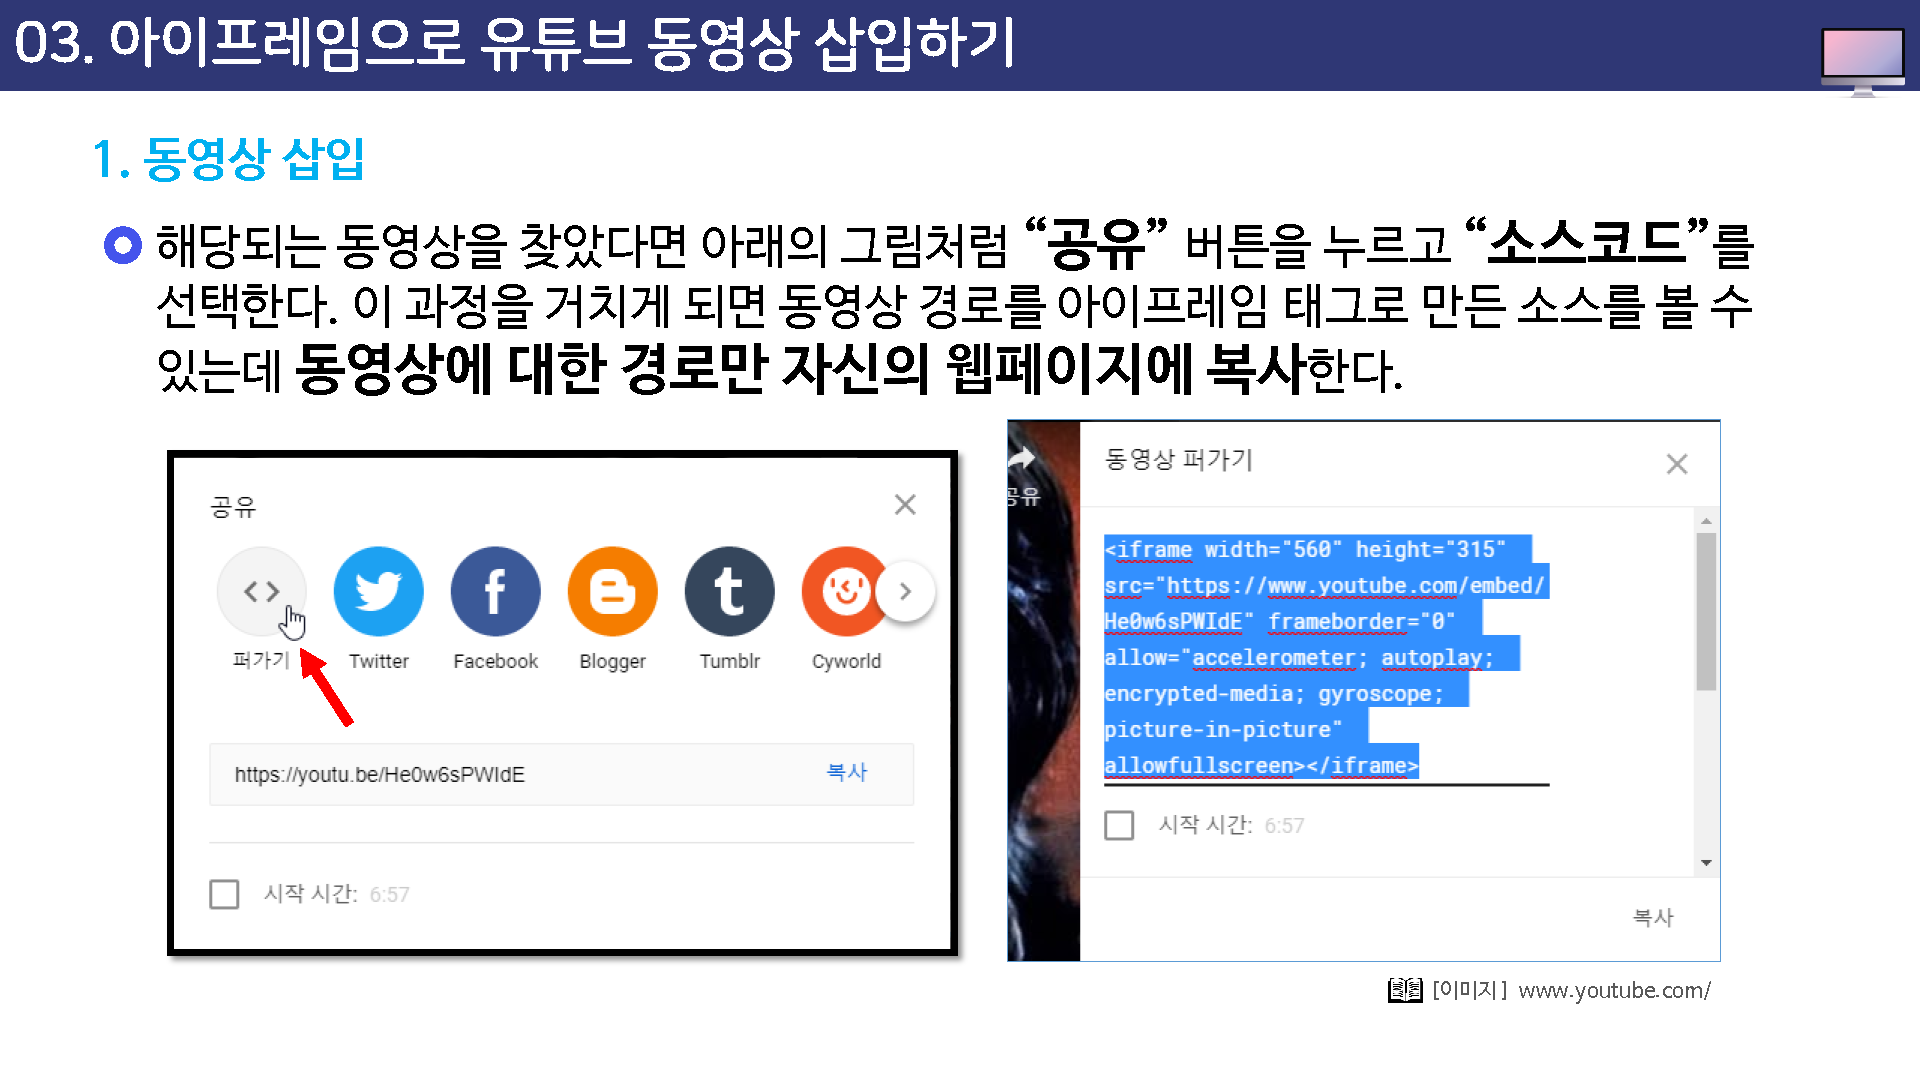 03. 아이프레임으로 유튜브 동영상 삽입하기
1. 동영상 삽입
해당되는 동영상을 찾았다면 아래의 그림처럼 “공유” 버튼을 누르고 “소스코드”를
선택한다. 이 과정을 거치게 되면 동영상 경로를 아이프레임 태그로 만든 소스를 볼 수
있는데 동영상에 대한 경로만 자신의 웹페이지에 복사한다.
공유
퍼가기 Twitter Facebook Blogger Tumblr Cyworld
https://youtu.be/He0w6sPWIdE 복사
시작 시간: 6:57
공유
동영상 퍼가기
<iframe width="560" height="315"
src="https://www.youtube.com/embed/
He0w6sPWIdE" frameborder="0"
allow="accelerometer; autoplay;
encrypted-media; gyroscope;
picture-in-picture"
allowfullscreen></iframe>
시작 시간: 6:57
복사
[이미지] www.youtube.com/